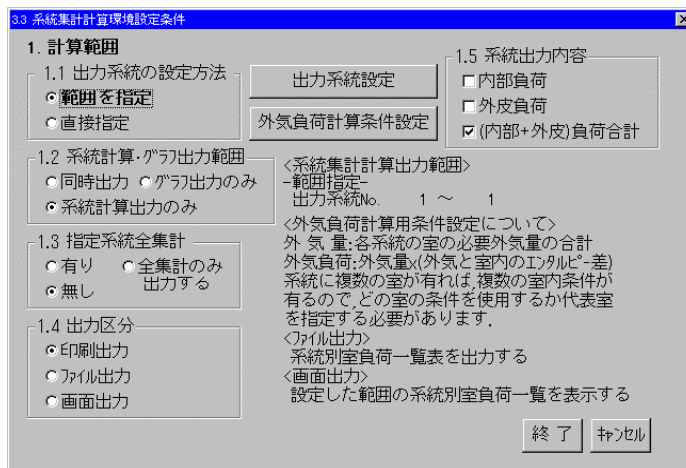 3.3 系統集計計算環境設定条件
1. 計算範囲
1.1 出力系統の設定方法
範囲を指定
直接指定
出力系統設定
外気負荷計算条件設定
1.5 系統出力内容
内部負荷
外皮負荷
(内部+外皮)負荷合計
1.2 系統計算・グラフ出力範囲
同時出力 グラフ出力のみ
系統計算出力のみ
1.3 指定系統全集計
有り 全集計のみ
無し 出力する
1.4 出力区分
印刷出力
ファイル出力
画面出力
<系統集計計算出力範囲>
-範囲指定-
出力系統No. 1 ～ 1
<外気負荷計算用条件設定について>
外 気 量:各系統の室の必要外気量の合計
外気負荷:外気量x(外気と室内のエンタルピー差)
系統に複数の室が有れば,複数の室内条件が
有るので,どの室の条件を使用するか代表室
を指定する必要があります.
<ファイル出力>
系統別室負荷一覧表を出力する
<画面出力>
設定した範囲の系統別室負荷一覧を表示する
終 了 キャンセル